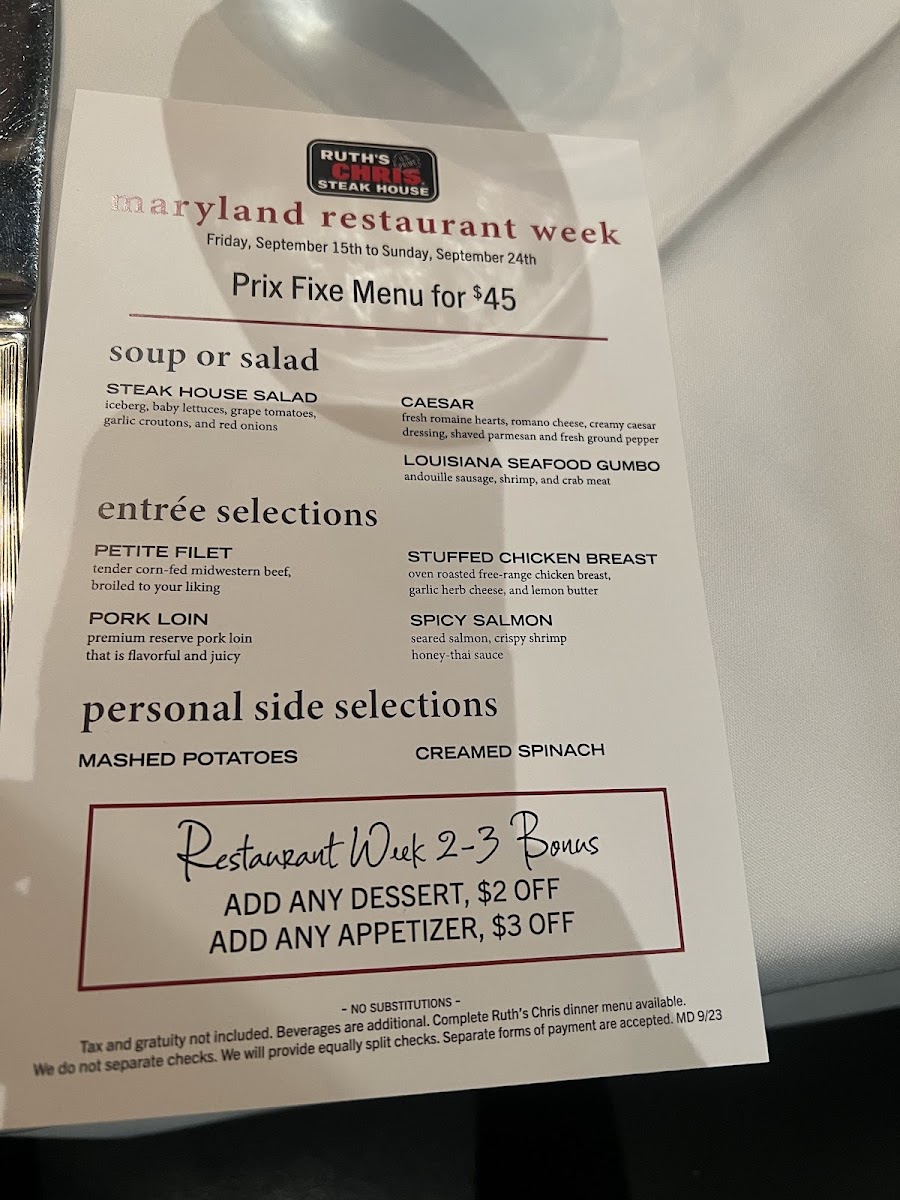 RUTH'S
CHRIS
STEAK HOUSE
maryland restaurant week
Friday, September 15th to Sunday, September 24th
Prix Fixe Menu for $45
soup or salad
STEAK HOUSE SALAD
iceberg, baby lettuces, grape tomatoes,
garlic croutons, and red onions
CAESAR
fresh romaine hearts, romano cheese, creamy caesar
dressing, shaved parmesan and fresh ground pepper
LOUISIANA SEAFOOD GUMBO
andouille sausage, shrimp, and crab meat
entrée selections
PETITE FILET
tender corn-fed midwestern beef,
broiled to your liking
STUFFED CHICKEN BREAST
oven roasted free-range chicken breast,
garlic herb cheese, and lemon butter
PORK LOIN
premium reserve pork loin
that is flavorful and juicy
SPICY SALMON
seared salmon, crispy shrimp
honey-thai sauce
personal side selections
MASHED POTATOES
CREAMED SPINACH
Restaurant Week 2-3 Bonus
ADD ANY DESSERT, $2 OFF
ADD ANY APPETIZER, $3 OFF
- NO SUBSTITUTIONS -
Tax and gratuity not included. Beverages are additional. Complete Ruth's Chris dinner menu available.
We do not separate checks. We will provide equally split checks. Separate forms of payment are accepted. MD 9/23